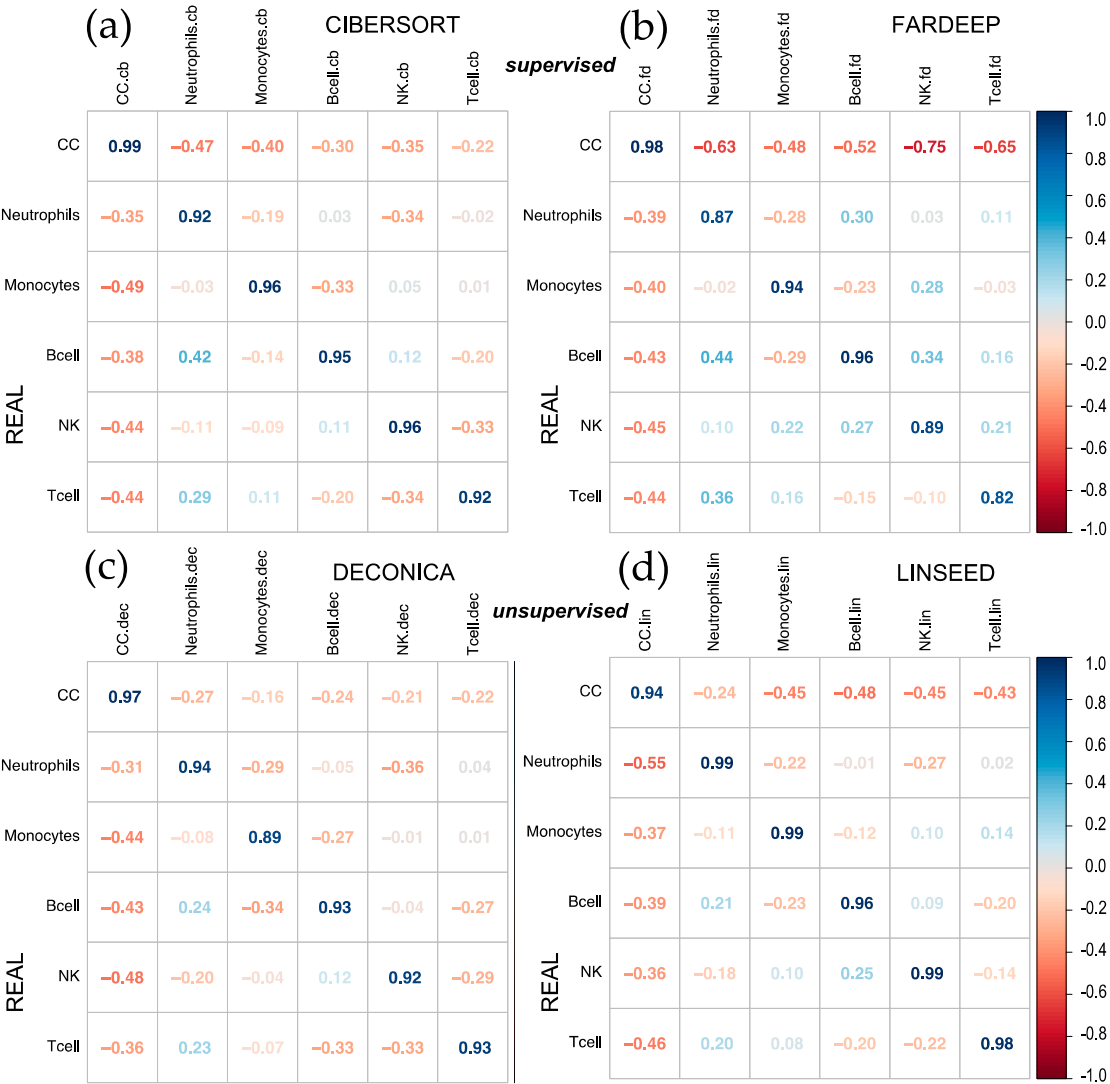 (a) CIBERSORT
supervised
(b) FARDEEP
CC.cb Neutrophils.cb Monocytes.cb Bcell.cb NK.cb Tcell.cb
CC 0.99 −0.47 −0.40 −0.30 −0.35 −0.22
Neutrophils −0.35 0.92 −0.19 0.03 −0.34 −0.02
Monocytes −0.49 −0.03 0.96 −0.33 0.05 0.01
Bcell −0.38 0.42 −0.14 0.95 0.12 −0.20
NK −0.44 −0.11 −0.09 0.11 0.96 −0.33
Tcell −0.44 0.29 0.11 −0.20 −0.34 0.92
REAL
CC.fd Neutrophils.fd Monocytes.fd Bcell.fd NK.fd Tcell.fd
CC 0.98 −0.63 −0.48 −0.52 −0.75 −0.65
Neutrophils −0.39 0.87 −0.28 0.30 0.03 0.11
Monocytes −0.40 −0.02 0.94 −0.23 0.28 −0.03
Bcell −0.43 0.44 −0.29 0.96 0.34 0.16
NK −0.45 0.10 0.22 0.27 0.89 0.21
Tcell −0.44 0.36 0.16 −0.15 −0.10 0.82
REAL
1.0
0.8
0.6
0.4
0.2
0.0
-0.2
-0.4
-0.6
-0.8
-1.0
(c) DECONICA
unsupervised
(d) LINSEED
CC.dec Neutrophils.dec Monocytes.dec Bcell.dec NK.dec Tcell.dec
CC 0.97 −0.27 −0.16 −0.24 −0.21 −0.22
Neutrophils −0.31 0.94 −0.29 −0.05 −0.36 0.04
Monocytes −0.44 −0.08 0.89 −0.27 −0.01 0.01
Bcell −0.43 0.24 −0.34 0.93 −0.04 −0.27
NK −0.48 −0.20 −0.04 0.12 0.92 −0.29
Tcell −0.36 0.23 −0.07 −0.33 −0.33 0.93
REAL
CC.lin Neutrophils.lin Monocytes.lin Bcell.lin NK.lin Tcell.lin
CC 0.94 −0.24 −0.45 −0.48 −0.45 −0.43
Neutrophils −0.55 0.99 −0.22 −0.01 −0.27 0.02
Monocytes −0.37 −0.11 0.99 −0.12 0.10 0.14
Bcell −0.39 0.21 −0.23 0.96 0.09 −0.20
NK −0.36 −0.18 0.10 0.25 0.99 −0.14
Tcell −0.46 0.20 0.08 −0.20 −0.22 0.98
REAL
1.0
0.8
0.6
0.4
0.2
0.0
-0.2
-0.4
-0.6
-0.8
-1.0